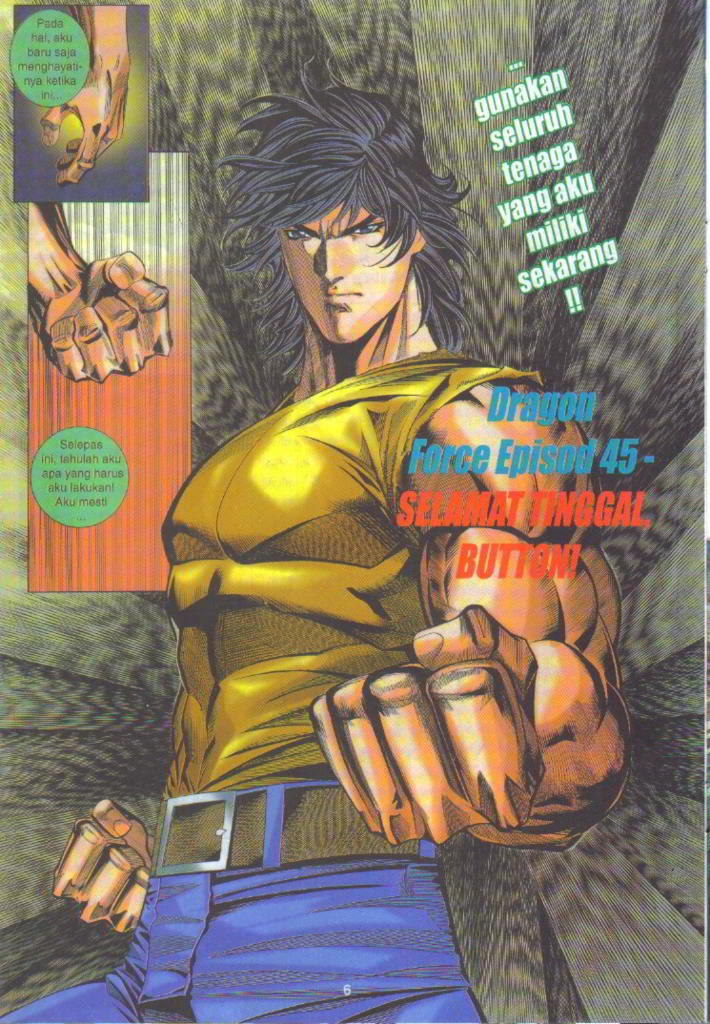 Pada
hal, aku
baru saja
menghayati-
nya ketika
ini...
Selepas
ini, tahulah aku
apa yang harus
aku lakukan!
Aku mesti
...
...
gunakan
seluruh
tenaga
yang aku
miliki
sekarang
!!
Dragon
Force Episod 45 -
SELAMAT TINGGAL,
BUTTON!
6